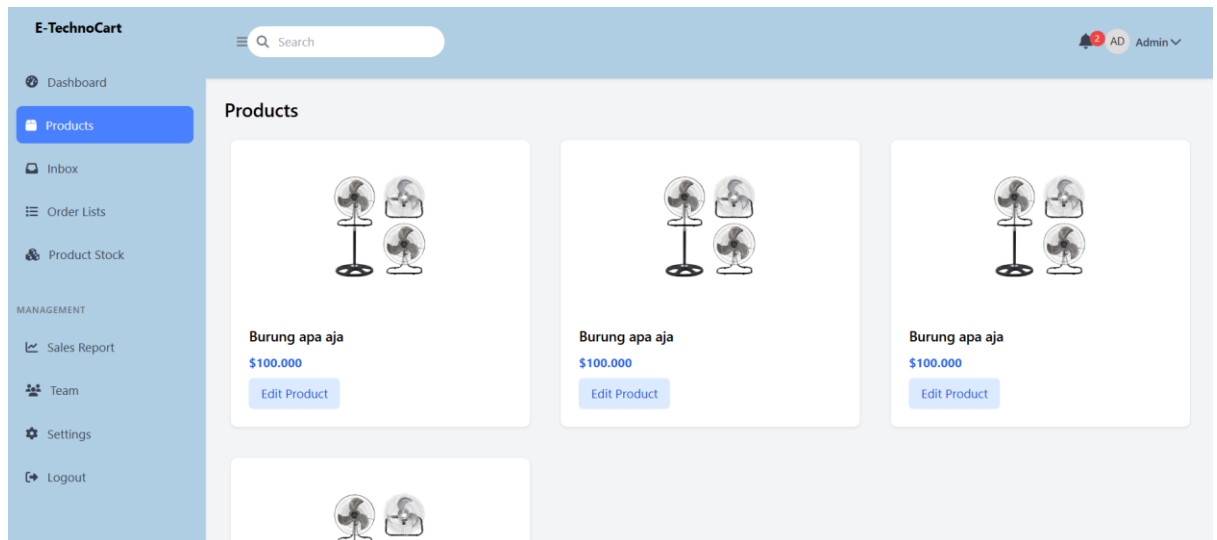 E-TechnoCart
Search
2
AD
Admin
Dashboard
Products
Inbox
Order Lists
Product Stock
MANAGEMENT
Sales Report
Team
Settings
Logout
Products
Burung apa aja
$100.000
Edit Product
Burung apa aja
$100.000
Edit Product
Burung apa aja
$100.000
Edit Product